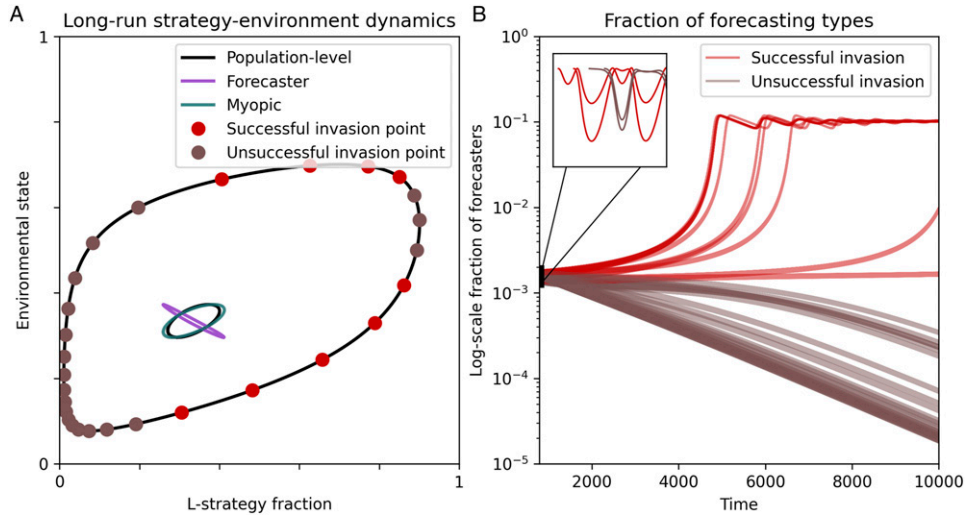 A
Long-run strategy-environment dynamics
1
Population-level
Forecaster
Myopic
Successful invasion point
Unsuccessful invasion point
Environmental state
0
0
1
L-strategy fraction
B
Fraction of forecasting types
Successful invasion
Unsuccessful invasion
Log-scale fraction of forecasters
10⁰
10⁻¹
10⁻²
10⁻³
10⁻⁴
10⁻⁵
2000 4000 6000 8000 10000
Time